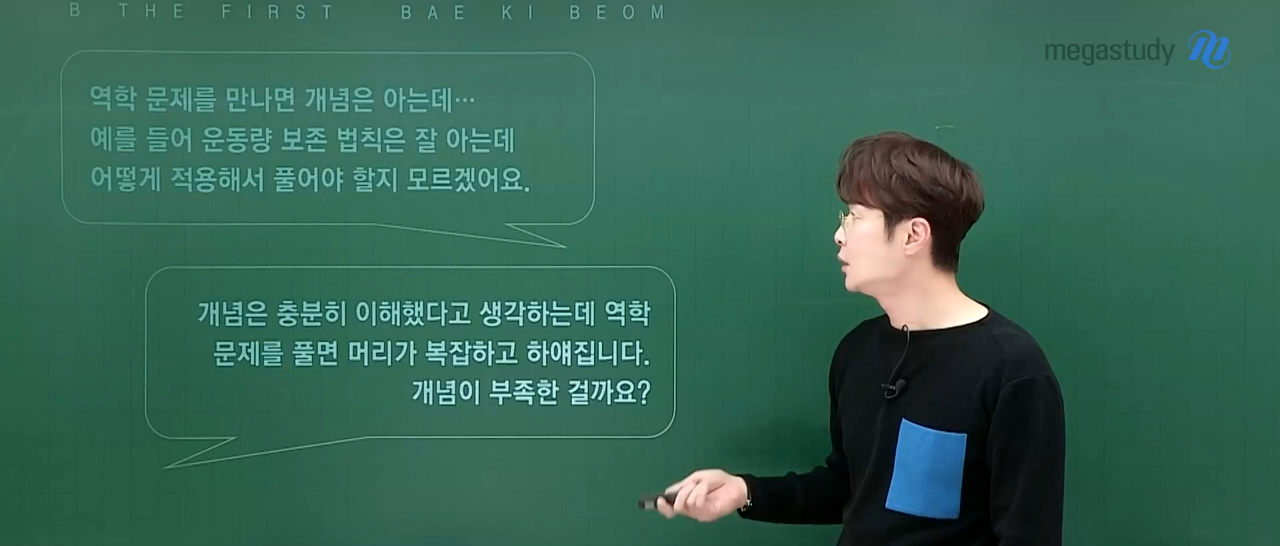 B THE FIRST BAE KI BEOM
megastudy
역학 문제를 만나면 개념은 아는데…
예를 들어 운동량 보존 법칙은 잘 아는데
어떻게 적용해서 풀어야 할지 모르겠어요.
개념은 충분히 이해했다고 생각하는데 역학
문제를 풀면 머리가 복잡하고 하얘집니다.
개념이 부족한 걸까요?